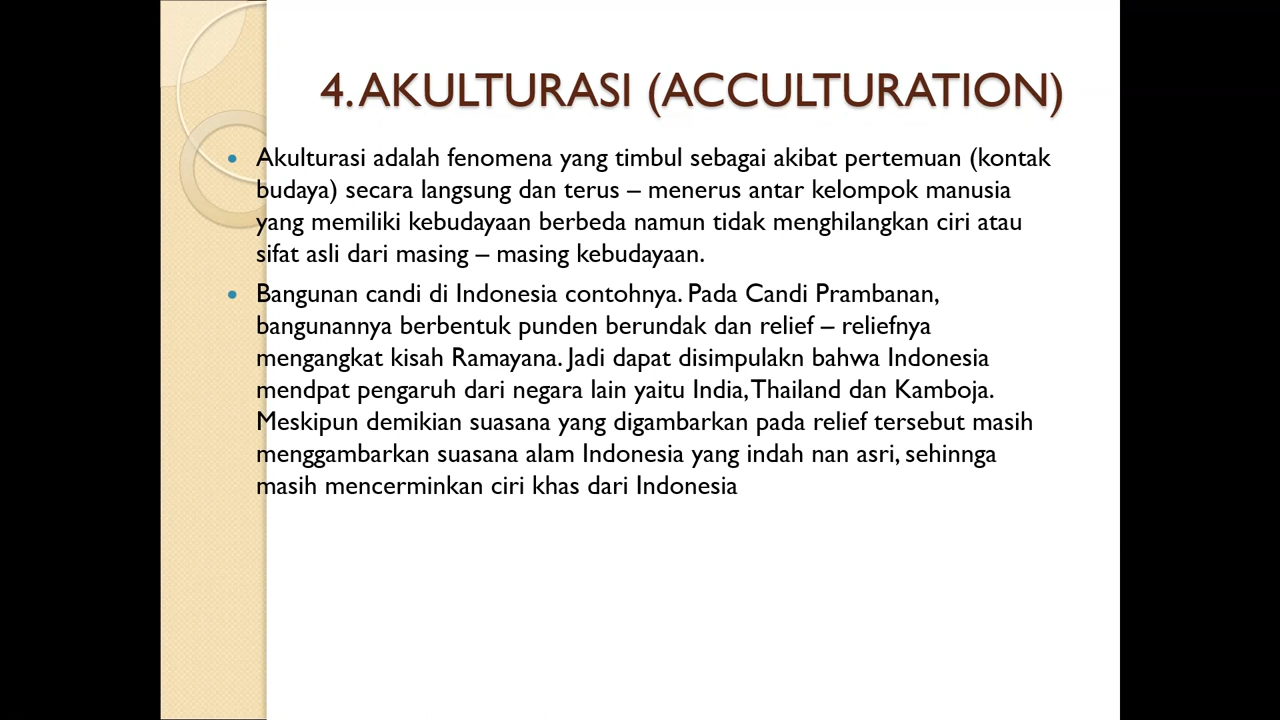 4. AKULTURASI (ACCULTURATION)
• Akulturasi adalah fenomena yang timbul sebagai akibat pertemuan (kontak
budaya) secara langsung dan terus – menerus antar kelompok manusia
yang memiliki kebudayaan berbeda namun tidak menghilangkan ciri atau
sifat asli dari masing – masing kebudayaan.
• Bangunan candi di Indonesia contohnya. Pada Candi Prambanan,
bangunannya berbentuk punden berundak dan relief – reliefnya
mengangkat kisah Ramayana. Jadi dapat disimpulakn bahwa Indonesia
mendpat pengaruh dari negara lain yaitu India, Thailand dan Kamboja.
Meskipun demikian suasana yang digambarkan pada relief tersebut masih
menggambarkan suasana alam Indonesia yang indah nan asri, sehinnga
masih mencerminkan ciri khas dari Indonesia